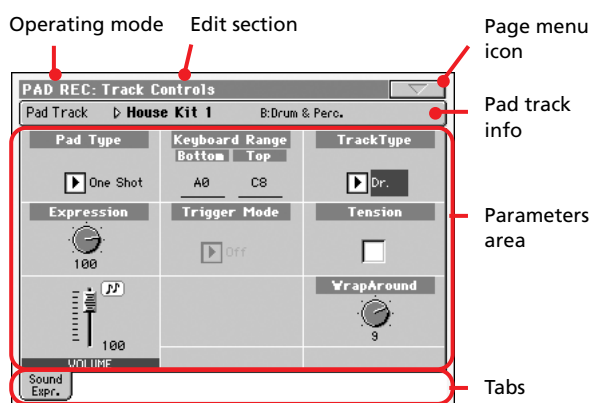 Operating mode
Edit section
Page menu
icon
PAD REC: Track Controls
Pad Track House Kit 1 B:Drum & Perc.
Pad track
info
Pad Type
Keyboard Range
Bottom Top
TrackType
One Shot
A0 C8
Dr.
Expression
Trigger Mode
Tension
100
Off
Parameters
area
WrapAround
100
9
VOLUME
Sound
Expr.
Tabs